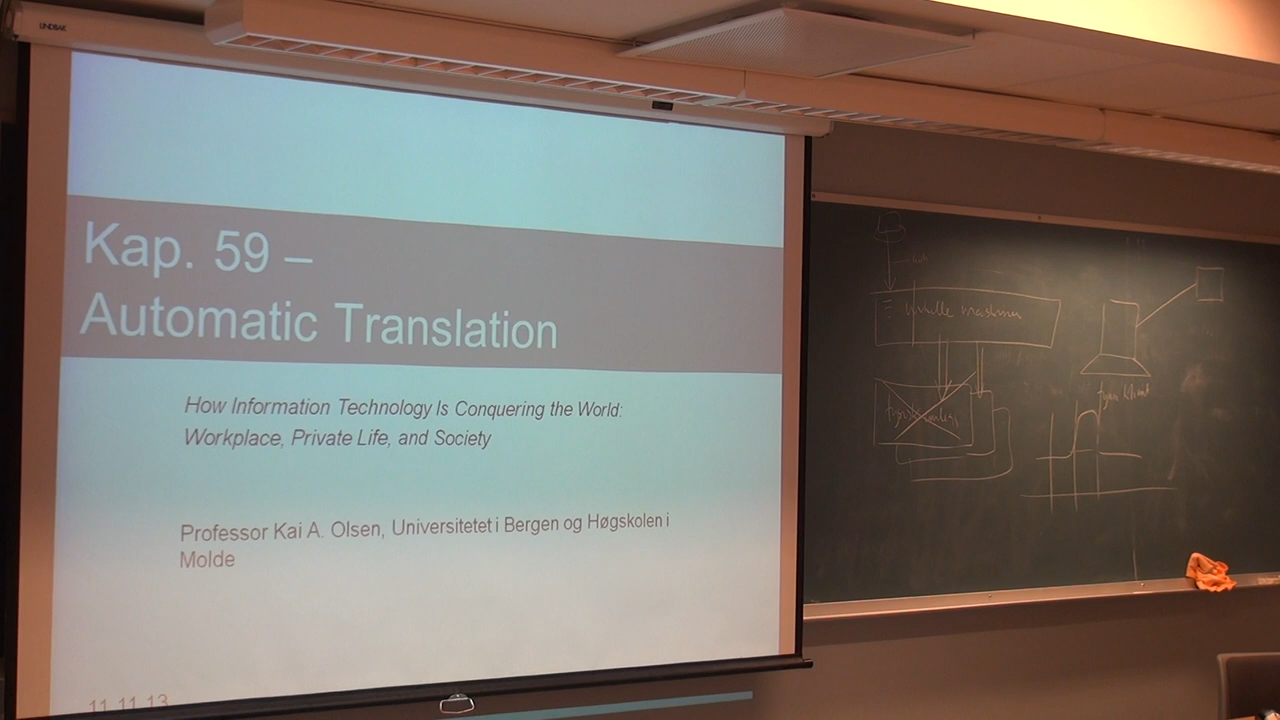 LINDBAK
Kap. 59 –
Automatic Translation
How Information Technology Is Conquering the World:
Workplace, Private Life, and Society
Professor Kai A. Olsen, Universitetet i Bergen og Høgskolen i
Molde
11.11.13